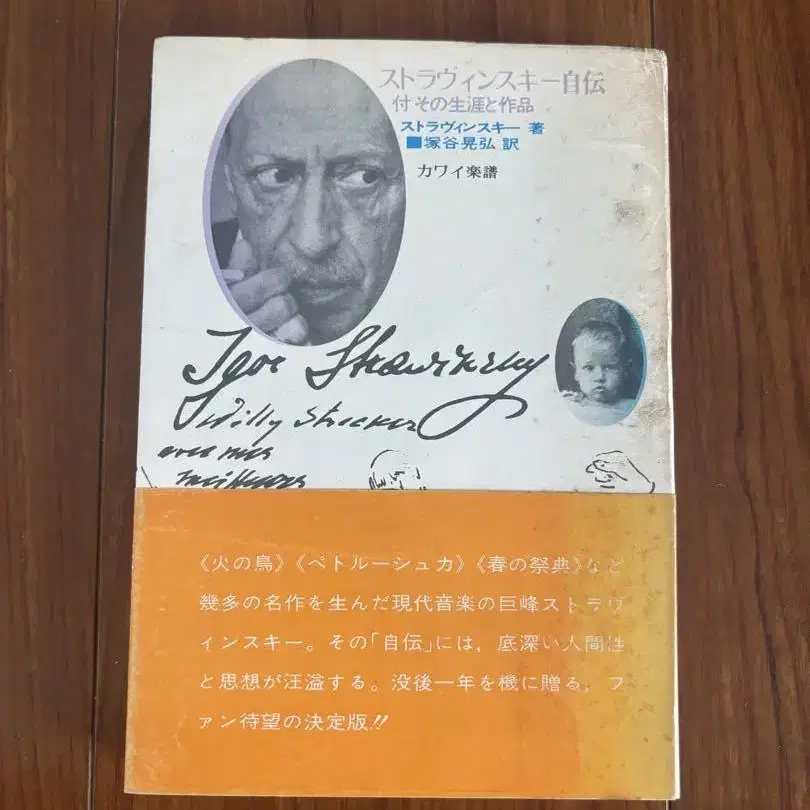 ストラヴィンスキー自伝
付 その生涯と作品
ストラヴィンスキー 著
■塚谷晃弘 訳
カワイ楽譜
Igor Strawinsky
Willy Strecker
avec mes
meilleurs
《火の鳥》《ペトルーシュカ》《春の祭典》など
幾多の名作を生んだ現代音楽の巨峰ストラヴ
ィンスキー。その「自伝」には，底深い人間性
と思想が汪溢する。没後一年を機に贈る，フ
ァン待望の決定版!!